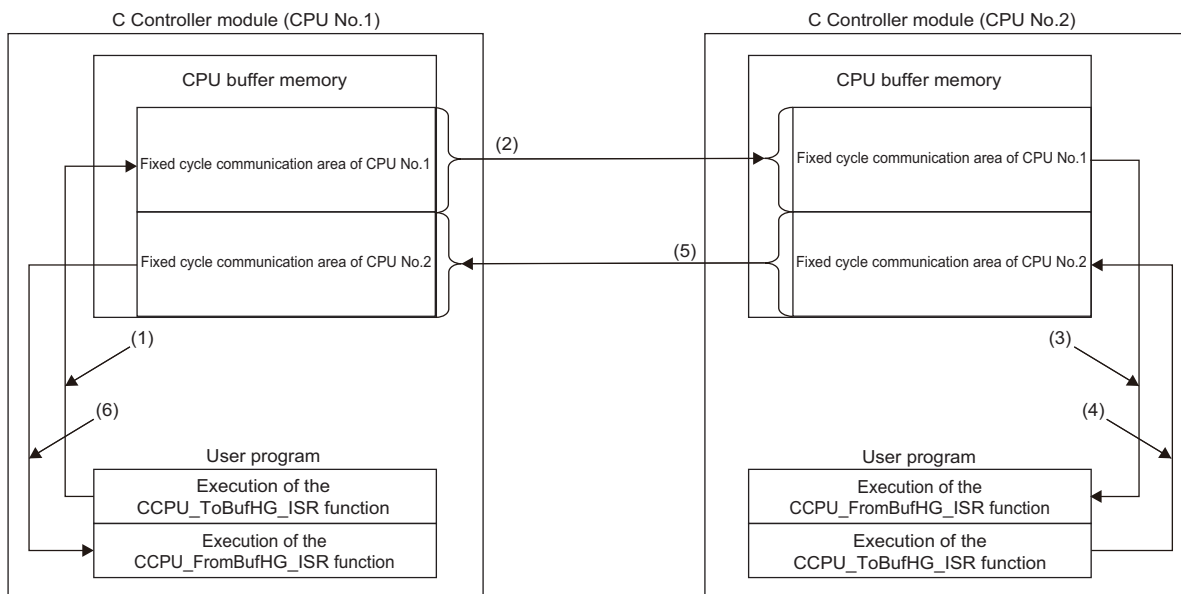 C Controller module (CPU No.1)
C Controller module (CPU No.2)
CPU buffer memory
CPU buffer memory
Fixed cycle communication area of CPU No.1
(2)
Fixed cycle communication area of CPU No.1
Fixed cycle communication area of CPU No.2
(5)
Fixed cycle communication area of CPU No.2
(1)
(3)
(6)
(4)
User program
User program
Execution of the
CCPU_ToBufHG_ISR function
Execution of the
CCPU_FromBufHG_ISR function
Execution of the
CCPU_FromBufHG_ISR function
Execution of the
CCPU_ToBufHG_ISR function